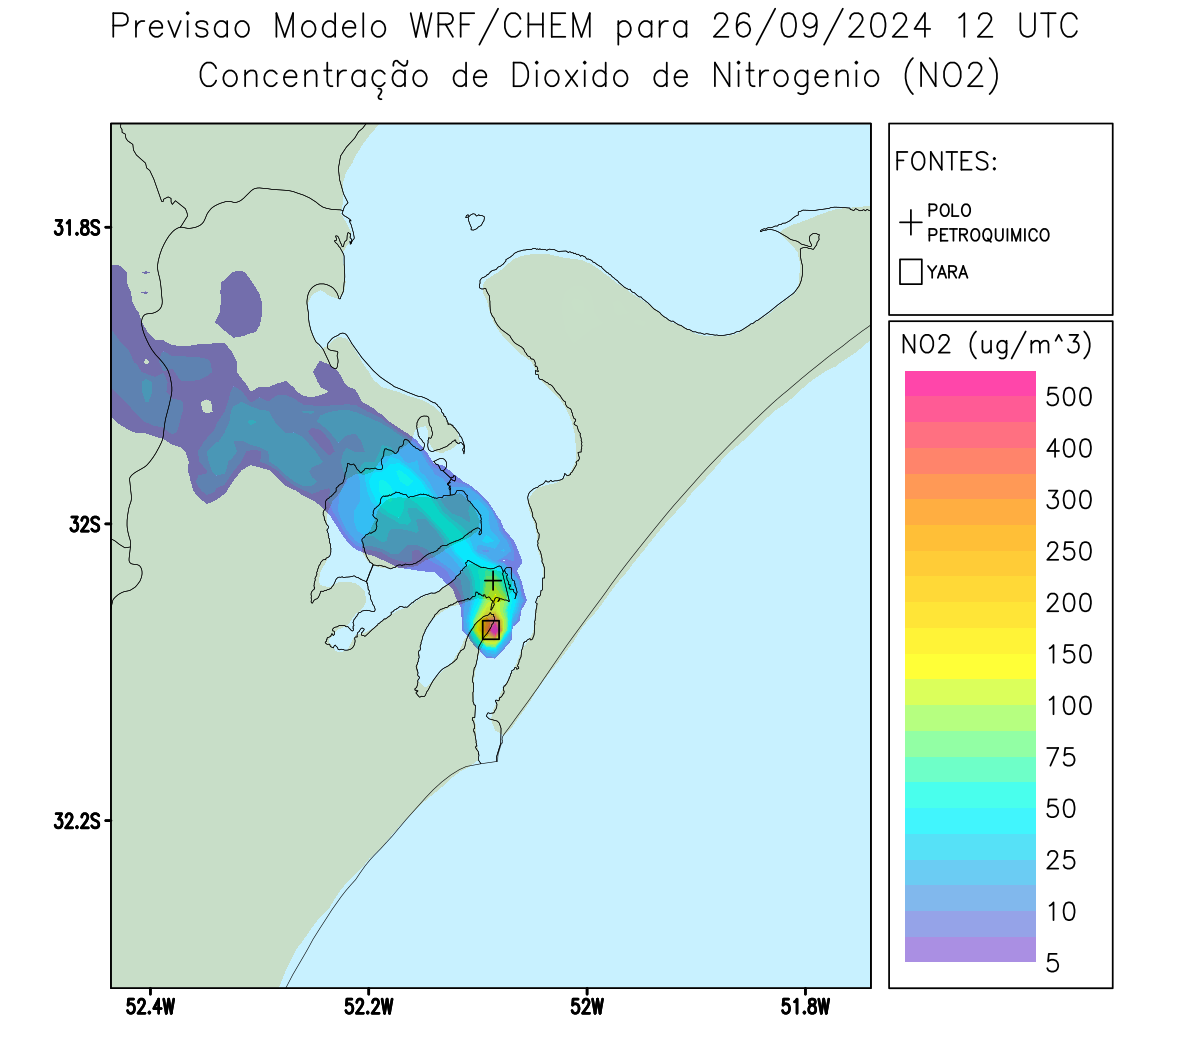 Previsao Modelo WRF/CHEM para 26/09/2024 12 UTC
Concentração de Dioxido de Nitrogenio (NO2)
FONTES:
POLO
PETROQUIMICO
YARA
NO2 (ug/m^3)
500
400
300
250
200
150
100
75
50
25
10
5
31.8S
32S
32.2S
52.4W
52.2W
52W
51.8W